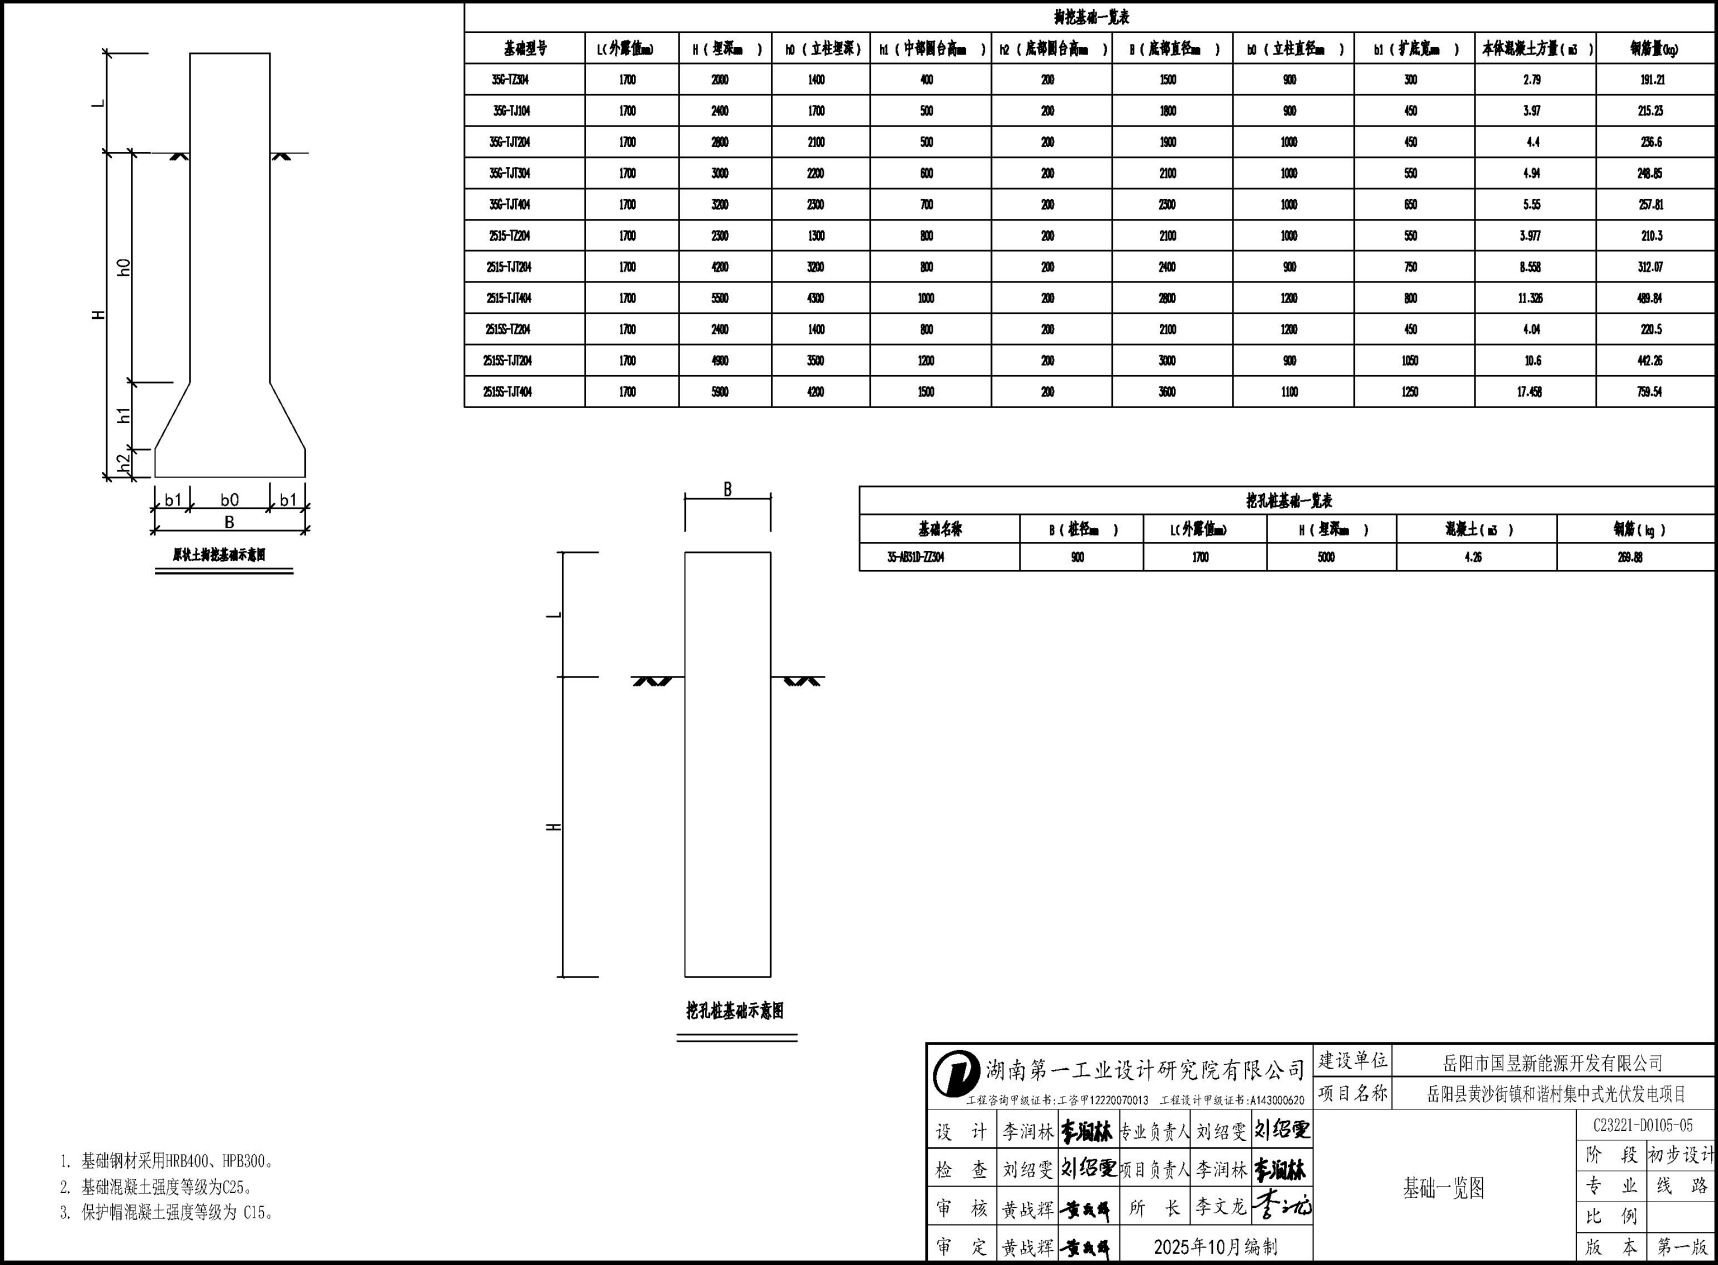 掏挖基础一览表
基础型号 L(外露值mm) H(埋深mm) h0(立柱埋深) h1(中部圆台高mm) h2(底部圆台高mm) B(底部直径mm) b0(立柱直径mm) b1(扩底宽mm) 本体混凝土方量(m3) 钢筋量(kg)
35G-TZ304 1700 2000 1400 400 200 1500 900 300 2.79 191.21
35G-TJ104 1700 2400 1700 500 200 1800 900 450 3.97 215.23
35G-TJT204 1700 2800 2100 500 200 1900 1000 450 4.4 236.6
35G-TJT304 1700 3000 2200 600 200 2100 1000 550 4.94 248.85
35G-TJT404 1700 3200 2300 700 200 2300 1000 650 5.55 257.81
2515-TZ204 1700 2300 1300 800 200 2100 1000 550 3.977 210.3
2515-TJT204 1700 4200 3200 800 200 2400 900 750 8.558 312.07
2515-TJT404 1700 5500 4300 1000 200 2800 1200 800 11.326 489.84
2515S-TZ204 1700 2400 1400 800 200 2100 1200 450 4.04 220.5
2515S-TJT204 1700 4900 3500 1200 200 3000 900 1050 10.6 442.26
2515S-TJT404 1700 5900 4200 1500 200 3600 1100 1250 17.458 759.54
L
H
h0
h1
h2
b1 b0 b1
B
原状土掏挖基础示意图
B
L
H
挖孔桩基础示意图
挖孔桩基础一览表
基础名称 B(桩径mm) L(外露值mm) H(埋深mm) 混凝土(m3) 钢筋(kg)
35-AB31D-ZZ304 900 1700 5000 4.26 269.88
1. 基础钢材采用HRB400、HPB300。
2. 基础混凝土强度等级为C25。
3. 保护帽混凝土强度等级为 C15。
湖南第一工业设计研究院有限公司
工程咨询甲级证书:工咨甲12220070013 工程设计甲级证书:A143000620
建设单位 岳阳市国昱新能源开发有限公司
项目名称 岳阳县黄沙街镇和谐村集中式光伏发电项目
设 计 李润林 李润林 专业负责人 刘绍雯 刘绍雯
检 查 刘绍雯 刘绍雯 项目负责人 李润林 李润林
审 核 黄战辉 黄战辉 所 长 李文龙
审 定 黄战辉 黄战辉 2025年10月编制
基础一览图
C23221-D0105-05
阶 段 初步设计
专 业 线 路
比 例
版 本 第一版